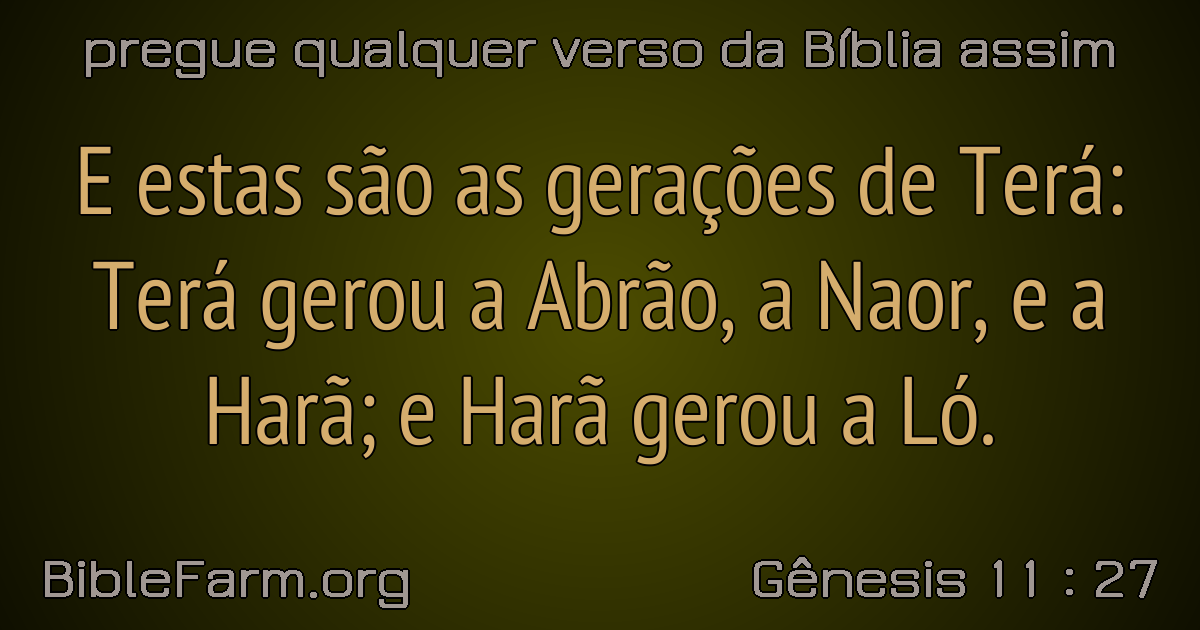 pregue qualquer verso da Bíblia assim
E estas são as gerações de Terá:
Terá gerou a Abrão, a Naor, e a
Harã; e Harã gerou a Ló.
BibleFarm.org
Gênesis 11 : 27